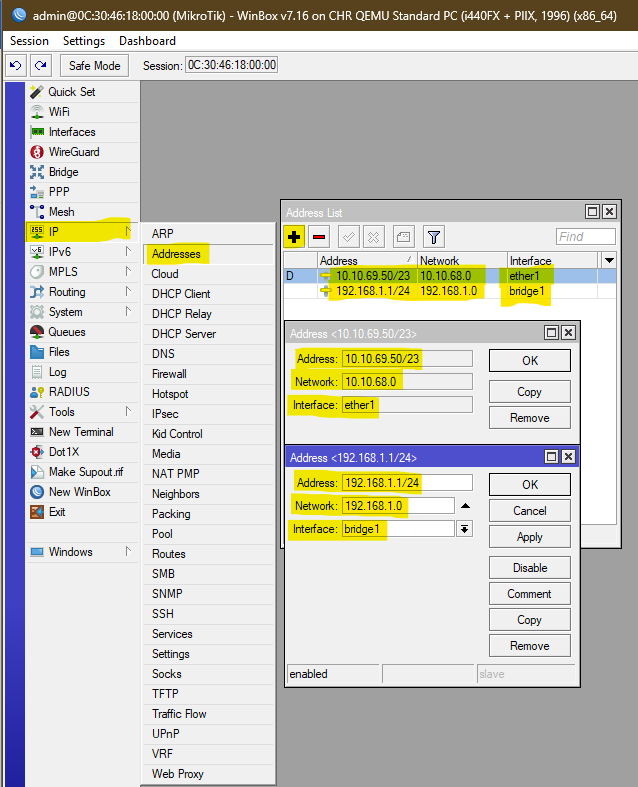 admin@0C:30:46:18:00:00 (MikroTik) - WinBox v7.16 on CHR QEMU Standard PC (i440FX + PIIX, 1996) (x86_64)
Session Settings Dashboard
Safe Mode Session: 0C:30:46:18:00:00
Quick Set
WiFi
Interfaces
WireGuard
Bridge
PPP
Mesh
255
IP
v6
IPv6
MPLS
Routing
System
Queues
Files
Log
RADIUS
Tools
New Terminal
Dot1X
Make Supout.rif
New WinBox
Exit
Windows
ARP
Addresses
Cloud
DHCP Client
DHCP Relay
DHCP Server
DNS
Firewall
Hotspot
IPsec
Kid Control
Media
NAT PMP
Neighbors
Packing
Pool
Routes
SMB
SNMP
SSH
Services
Settings
Socks
TFTP
Traffic Flow
UPnP
VRF
Web Proxy
Address List
Find
Address Network Interface
D 10.10.69.50/23 10.10.68.0 ether1
192.168.1.1/24 192.168.1.0 bridge1
Address <10.10.69.50/23>
Address: 10.10.69.50/23
Network: 10.10.68.0
Interface: ether1
OK
Copy
Remove
Address <192.168.1.1/24>
Address: 192.168.1.1/24
Network: 192.168.1.0
Interface: bridge1
OK
Cancel
Apply
Disable
Comment
Copy
Remove
enabled slave